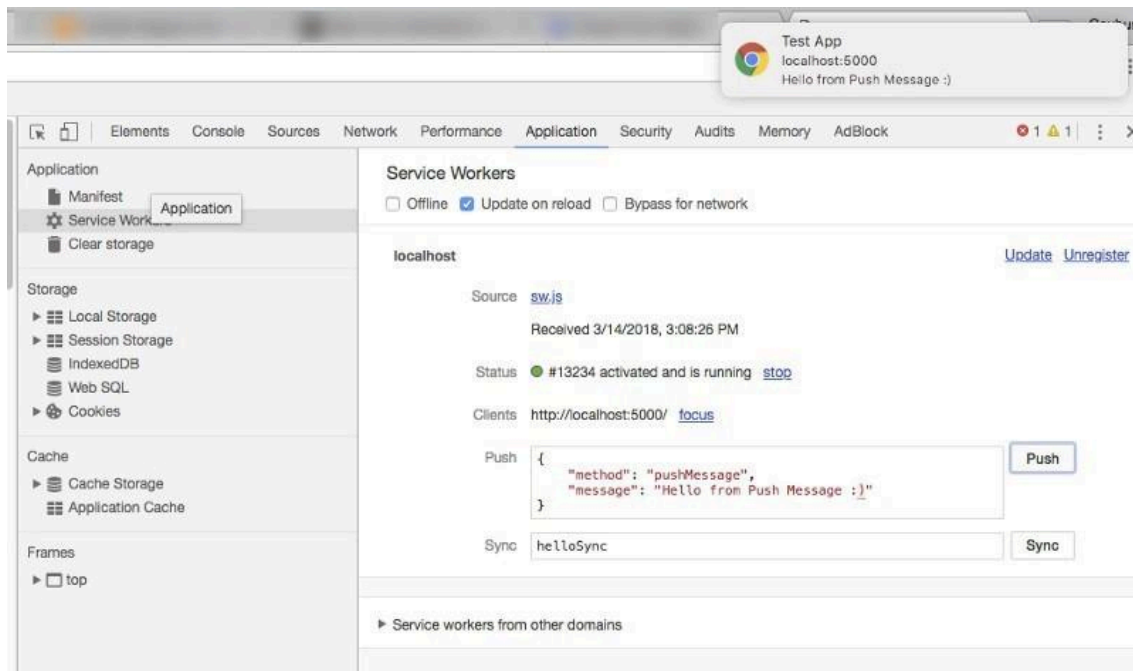 Test App
localhost:5000
Hello from Push Message :)
Elements Console Sources Network Performance Application Security Audits Memory AdBlock 1 1
Application
Manifest
Application
Service Workers
Clear storage
Storage
Local Storage
Session Storage
IndexedDB
Web SQL
Cookies
Cache
Cache Storage
Application Cache
Frames
top
Service Workers
Offline Update on reload Bypass for network
localhost Update Unregister
Source sw.js
Received 3/14/2018, 3:08:26 PM
Status #13234 activated and is running stop
Clients http://localhost:5000/ focus
Push {
"method": "pushMessage",
"message": "Hello from Push Message :)"
}
Push
Sync helloSync Sync
Service workers from other domains